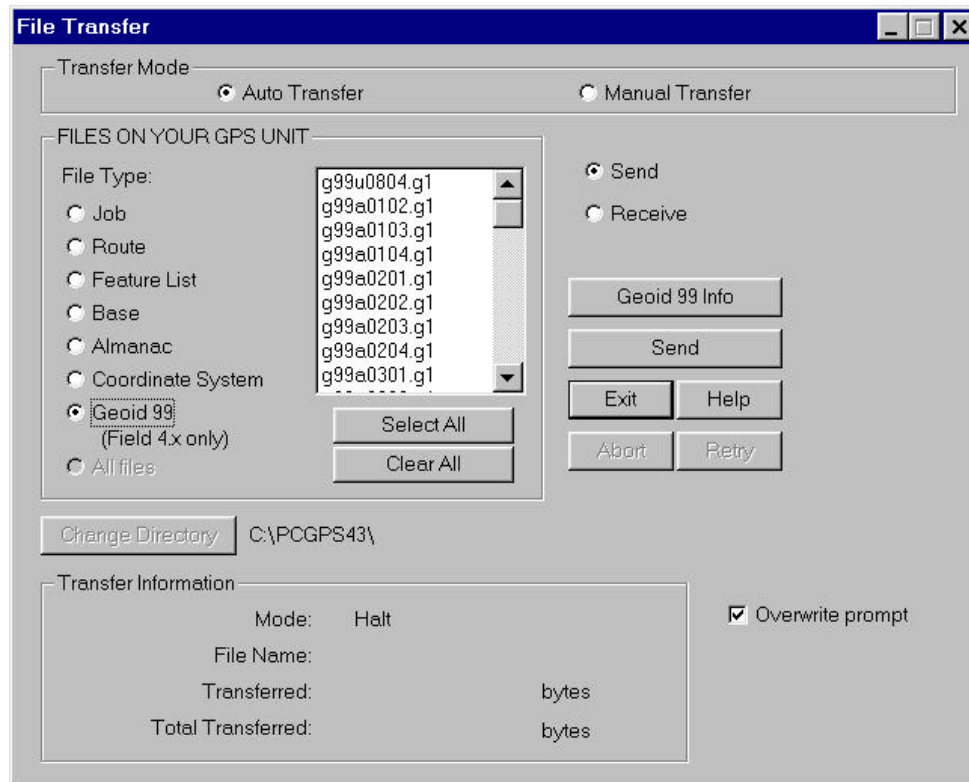 File Transfer
Transfer Mode
Auto Transfer
Manual Transfer
FILES ON YOUR GPS UNIT
File Type:
Job
Route
Feature List
Base
Almanac
Coordinate System
Geoid 99
(Field 4.x only)
All files
g99u0804.g1
g99a0102.g1
g99a0103.g1
g99a0104.g1
g99a0201.g1
g99a0202.g1
g99a0203.g1
g99a0204.g1
g99a0301.g1
Select All
Clear All
Send
Receive
Geoid 99 Info
Send
Exit
Help
Abort
Retry
Change Directory
C:\PCGPS43\
Transfer Information
Mode: Halt
File Name:
Transferred: bytes
Total Transferred: bytes
Overwrite prompt